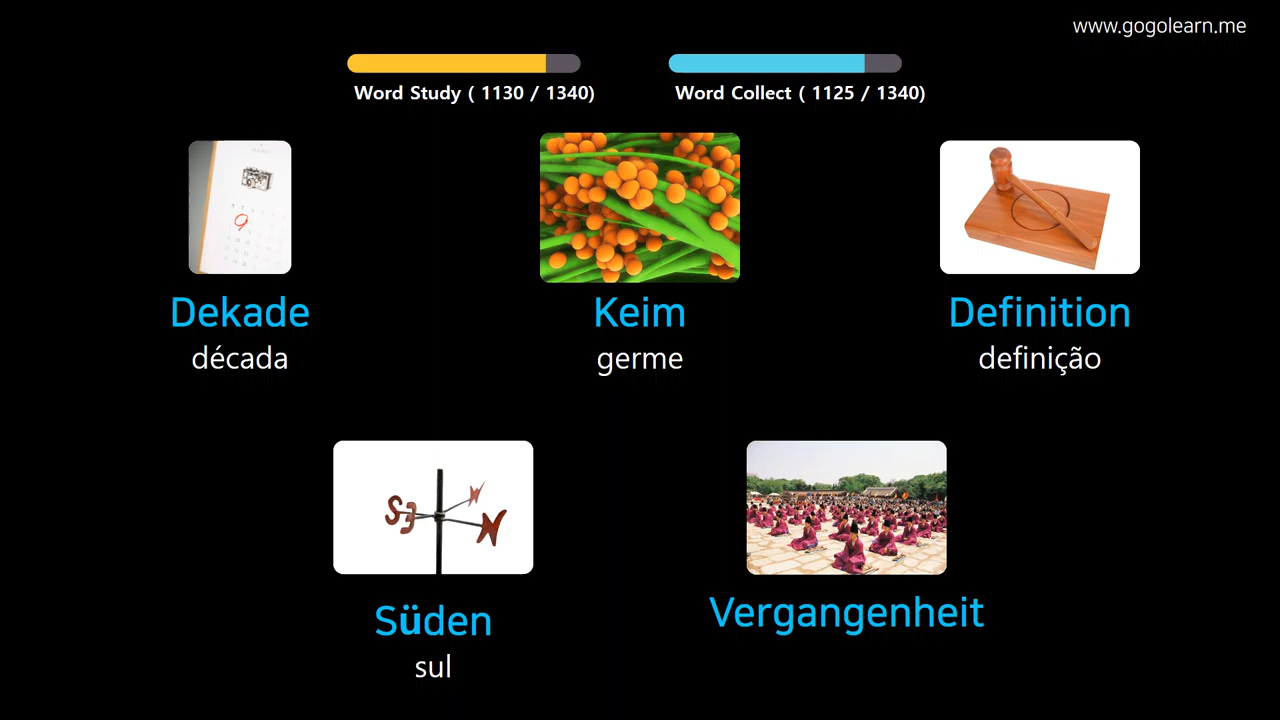 www.gogolearn.me
Word Study ( 1130 / 1340)
Word Collect ( 1125 / 1340)
Dekade
década
Keim
germe
Definition
definição
Süden
sul
Vergangenheit